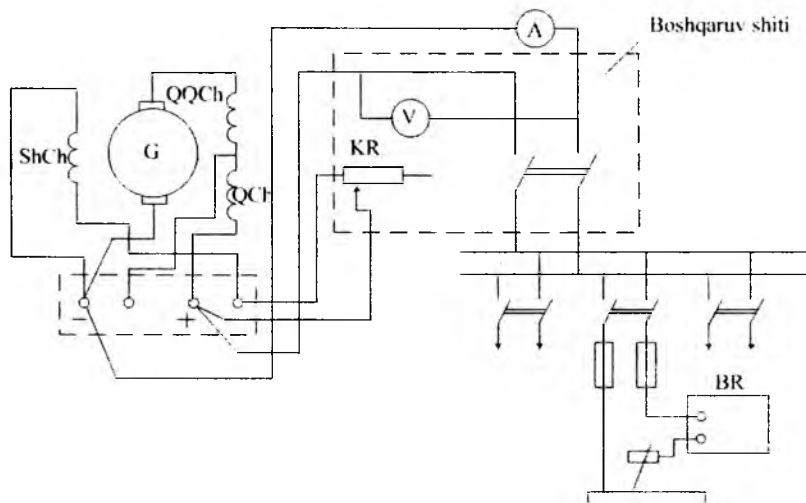 A
Boshqaruv shiti
QQCh
V
ShCh
G
KR
QCh
- +
BR